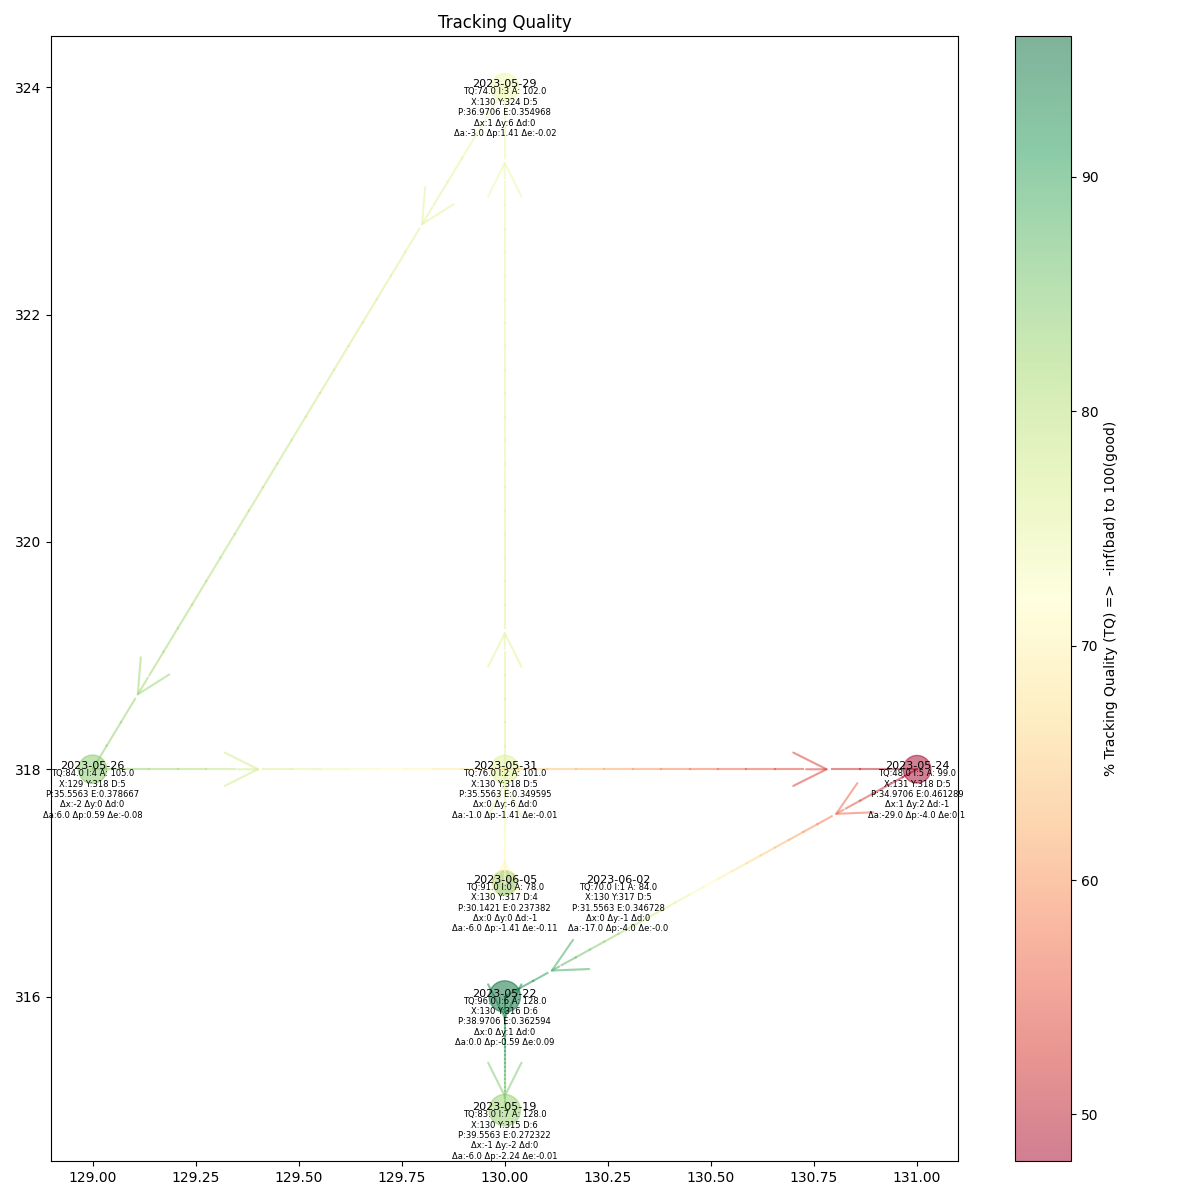 Tracking Quality
324
322
320
318
316
2023-05-29
TQ:74.0 I:3 A: 102.0
X:130 Y:324 D:5
P:36.9706 E:0.354968
Δx:1 Δy:6 Δd:0
Δa:-3.0 Δp:1.41 Δe:-0.02
2023-05-26
TQ:84.0 I:4 A: 105.0
X:129 Y:318 D:5
P:35.5563 E:0.378667
Δx:-2 Δy:0 Δd:0
Δa:6.0 Δp:0.59 Δe:-0.08
2023-05-31
TQ:76.0 I:2 A: 101.0
X:130 Y:318 D:5
P:35.5563 E:0.349595
Δx:0 Δy:-6 Δd:0
Δa:-1.0 Δp:-1.41 Δe:-0.01
2023-05-24
TQ:48.0 I:5 A: 99.0
X:131 Y:318 D:5
P:34.9706 E:0.461289
Δx:1 Δy:2 Δd:-1
Δa:-29.0 Δp:-4.0 Δe:0.1
2023-06-05
TQ:91.0 I:0 A: 78.0
X:130 Y:317 D:4
P:30.1421 E:0.237382
Δx:0 Δy:0 Δd:-1
Δa:-6.0 Δp:-1.41 Δe:-0.11
2023-06-02
TQ:70.0 I:1 A: 84.0
X:130 Y:317 D:5
P:31.5563 E:0.346728
Δx:0 Δy:-1 Δd:0
Δa:-17.0 Δp:-4.0 Δe:-0.0
2023-05-22
TQ:96.0 I:6 A: 128.0
X:130 Y:316 D:6
P:38.9706 E:0.362594
Δx:0 Δy:1 Δd:0
Δa:0.0 Δp:-0.59 Δe:0.09
2023-05-19
TQ:83.0 I:7 A: 128.0
X:130 Y:315 D:6
P:39.5563 E:0.272322
Δx:-1 Δy:-2 Δd:0
Δa:-6.0 Δp:-2.24 Δe:-0.01
129.00 129.25 129.50 129.75 130.00 130.25 130.50 130.75 131.00
90
80
70
60
50
% Tracking Quality (TQ) => -inf(bad) to 100(good)